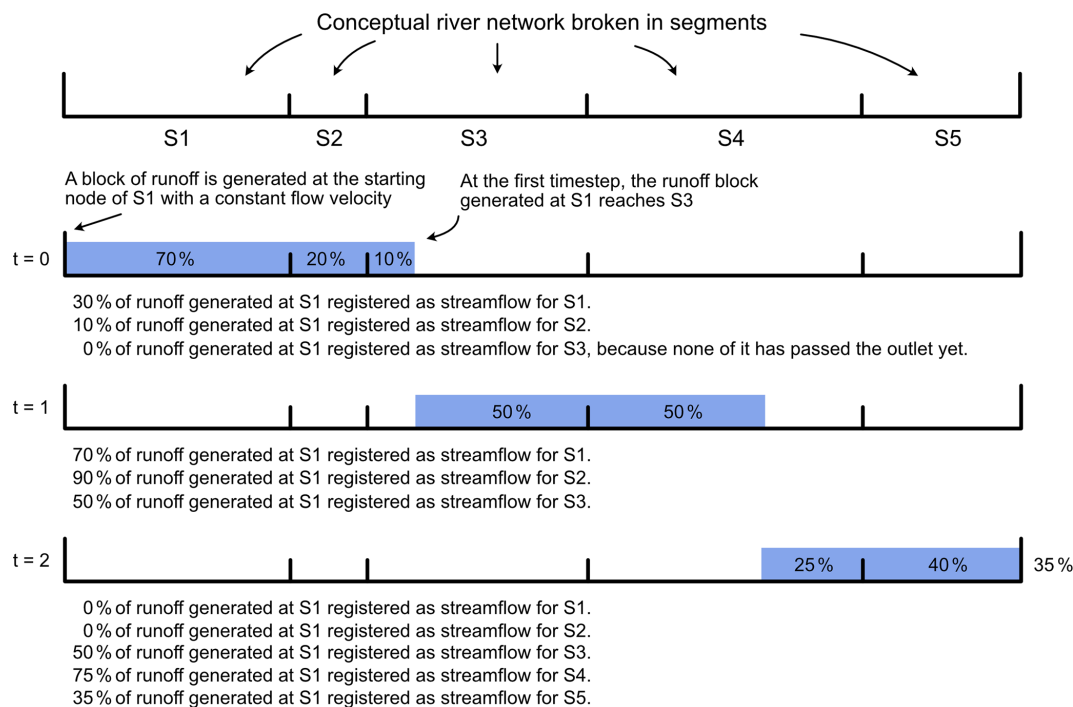 Conceptual river network broken in segments
S1 S2 S3 S4 S5
A block of runoff is generated at the starting
node of S1 with a constant flow velocity
At the first timestep, the runoff block
generated at S1 reaches S3
t = 0 70 % 20 % 10 %
30 % of runoff generated at S1 registered as streamflow for S1.
10 % of runoff generated at S1 registered as streamflow for S2.
0 % of runoff generated at S1 registered as streamflow for S3, because none of it has passed the outlet yet.
t = 1 50 % 50 %
70 % of runoff generated at S1 registered as streamflow for S1.
90 % of runoff generated at S1 registered as streamflow for S2.
50 % of runoff generated at S1 registered as streamflow for S3.
t = 2 25 % 40 % 35 %
0 % of runoff generated at S1 registered as streamflow for S1.
0 % of runoff generated at S1 registered as streamflow for S2.
50 % of runoff generated at S1 registered as streamflow for S3.
75 % of runoff generated at S1 registered as streamflow for S4.
35 % of runoff generated at S1 registered as streamflow for S5.